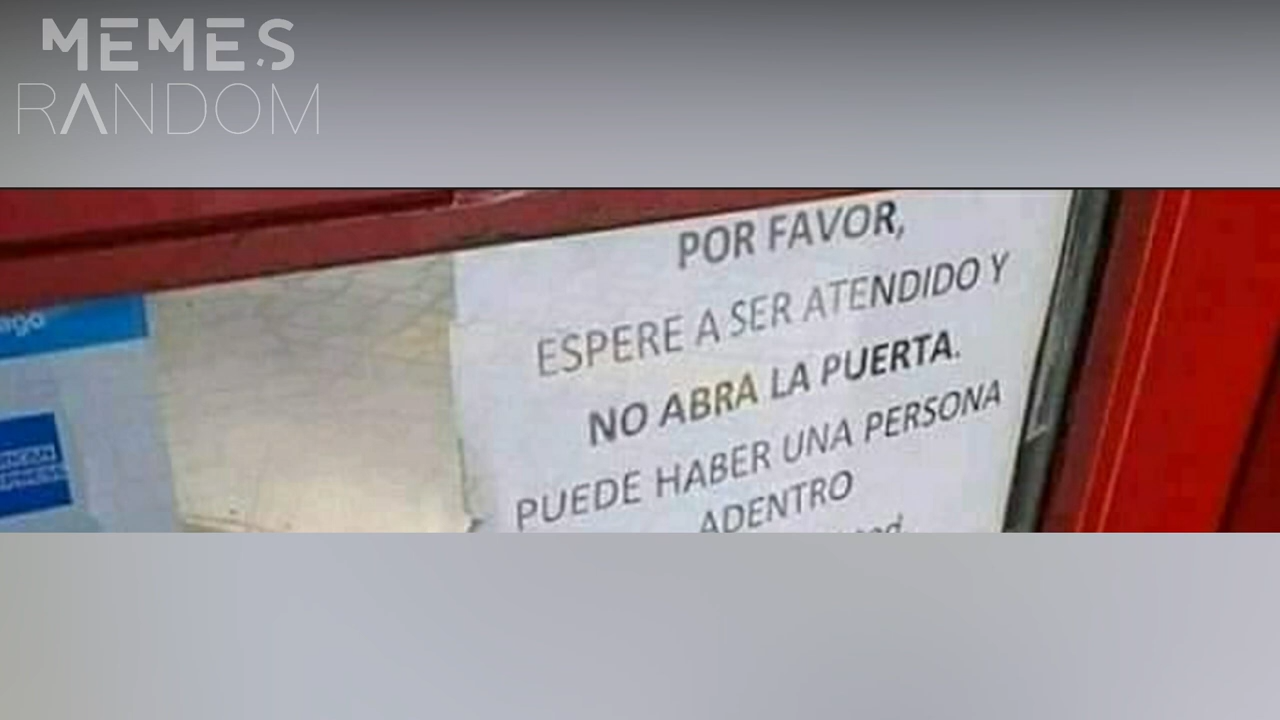 MEMES
RANDOM
POR FAVOR,
ESPERE A SER ATENDIDO Y
NO ABRA LA PUERTA.
PUEDE HABER UNA PERSONA
ADENTRO